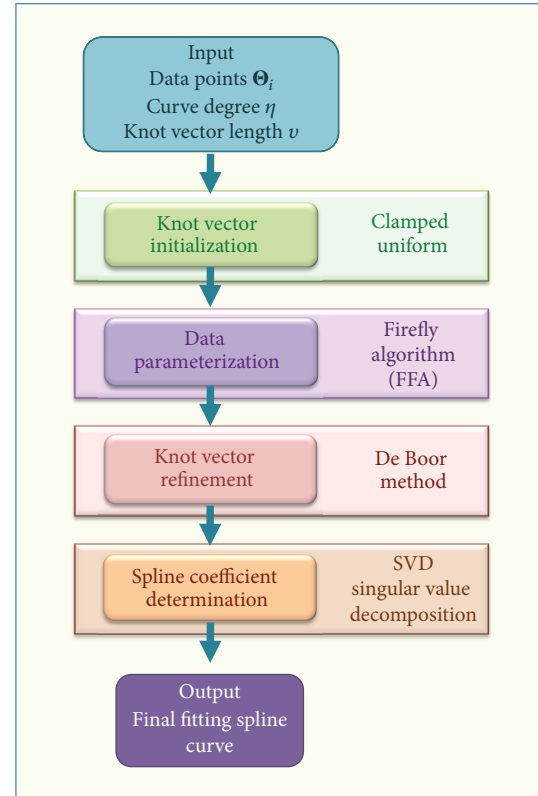 Input
Data points Θi
Curve degree η
Knot vector length υ
Knot vector
initialization
Clamped
uniform
Data
parameterization
Firefly
algorithm
(FFA)
Knot vector
refinement
De Boor
method
Spline coefficient
determination
SVD
singular value
decomposition
Output
Final fitting spline
curve